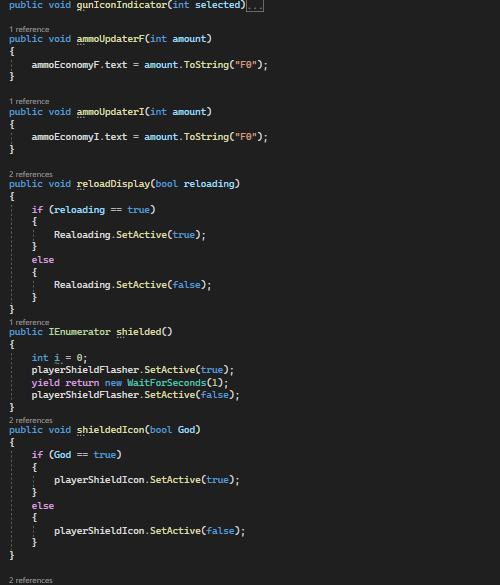 public void gunIconIndicator(int selected)...
1 reference
public void ammoUpdaterF(int amount)
{
ammoEconomyF.text = amount.ToString("F0");
}
1 reference
public void ammoUpdaterI(int amount)
{
ammoEconomyI.text = amount.ToString("F0");
}
2 references
public void reloadDisplay(bool reloading)
{
if (reloading == true)
{
Realoading.SetActive(true);
}
else
{
Realoading.SetActive(false);
}
}
1 reference
public IEnumerator shielded()
{
int i = 0;
playerShieldFlasher.SetActive(true);
yield return new WaitForSeconds(1);
playerShieldFlasher.SetActive(false);
}
2 references
public void shieldedIcon(bool God)
{
if (God == true)
{
playerShieldIcon.SetActive(true);
}
else
{
playerShieldIcon.SetActive(false);
}
}
2 references